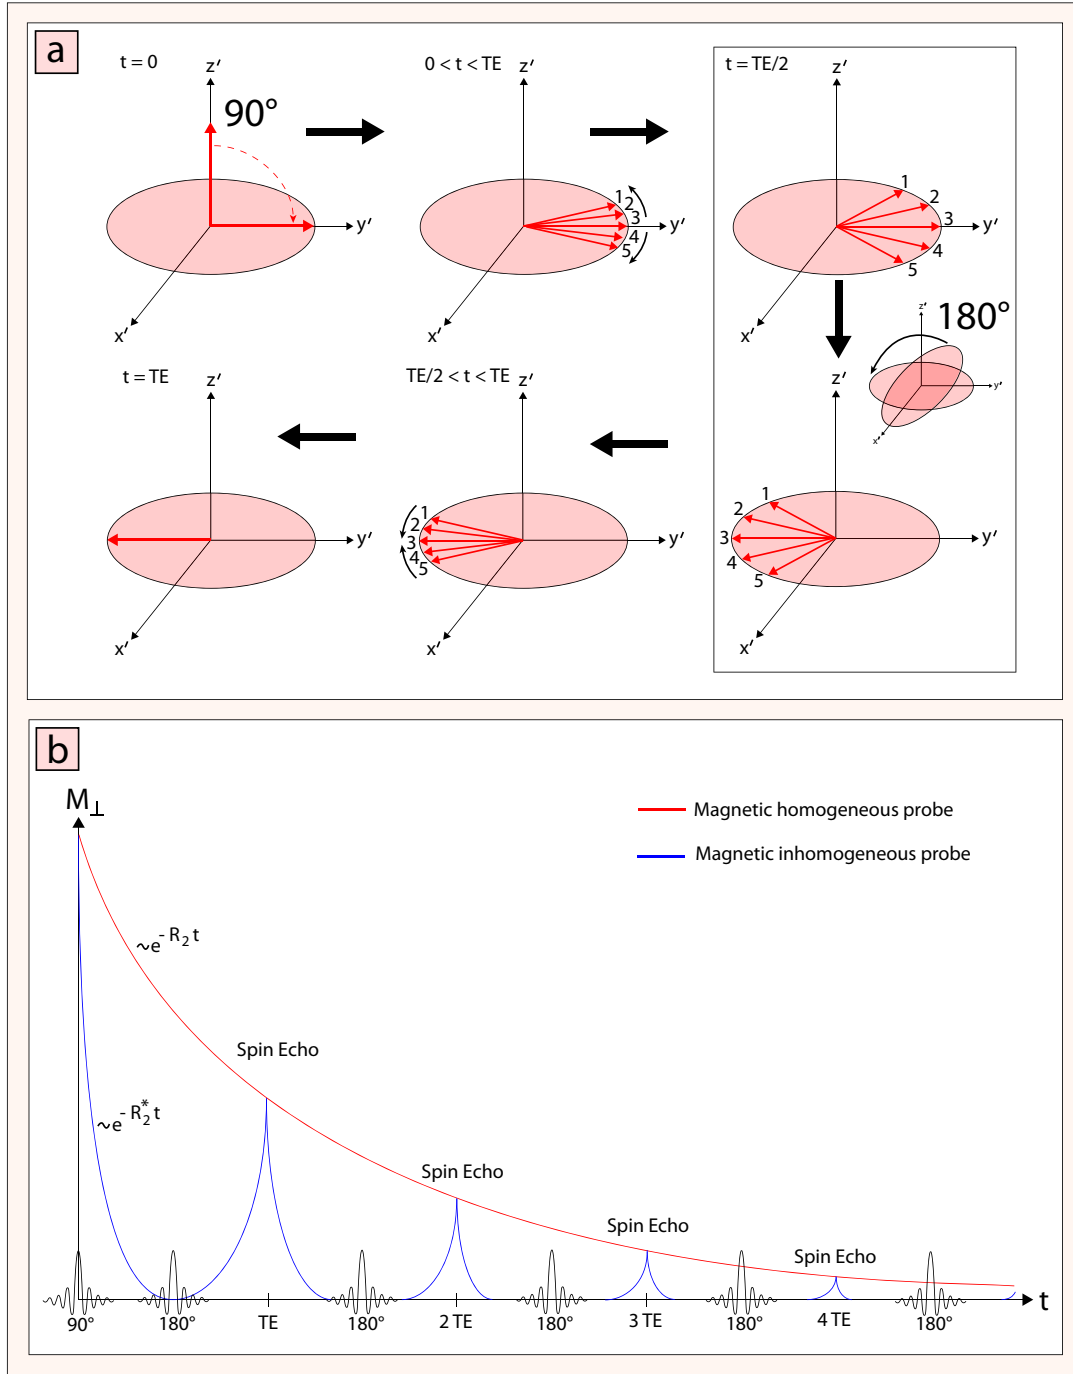 a
t = 0
z′
90°
y′
x′
0 < t < TE
z′
1
2
3
4
5
y′
x′
t = TE/2
z′
1
2
3
4
5
y′
x′
180°
z′
y′
x′
t = TE
z′
y′
x′
TE/2 < t < TE
z′
1
2
3
4
5
y′
x′
z′
1
2
3
4
5
y′
x′
b
M⊥
Magnetic homogeneous probe
Magnetic inhomogeneous probe
~e^{- R₂ t}
Spin Echo
~e^{- R₂* t}
Spin Echo
Spin Echo
Spin Echo
t
90° 180° TE 180° 2 TE 180° 3 TE 180° 4 TE 180°